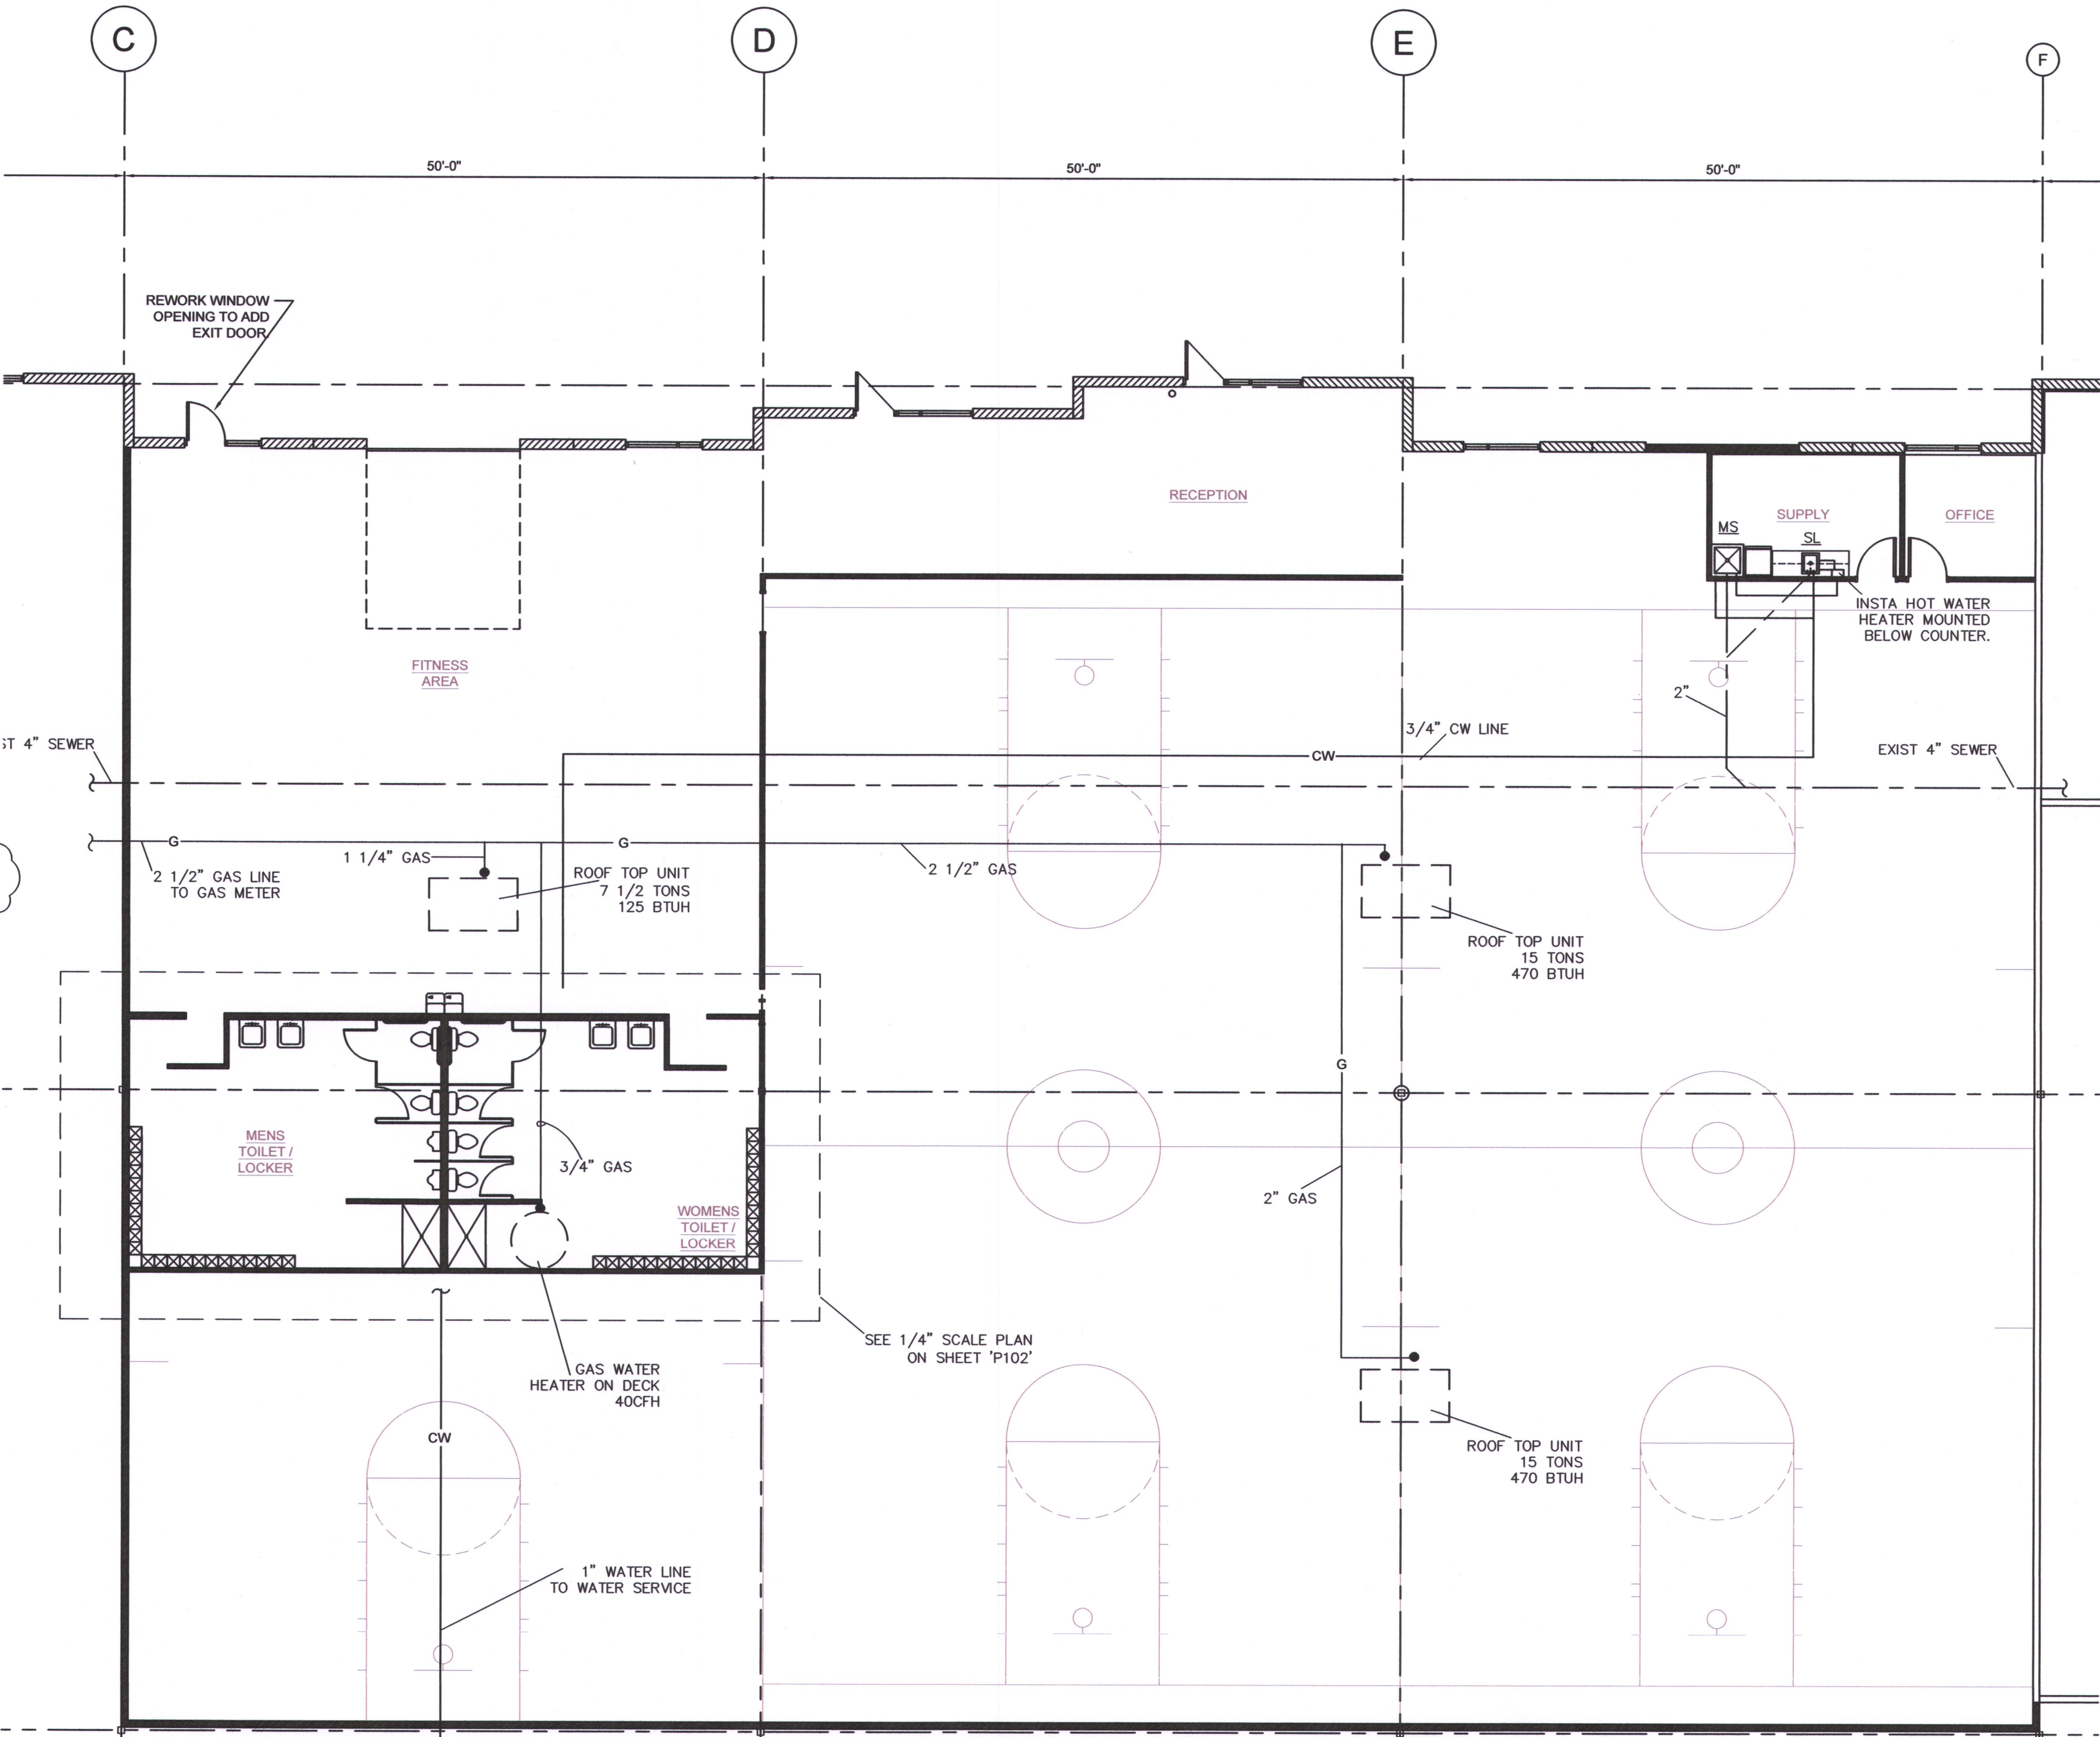 C
D
E
F
50'-0"
50'-0"
50'-0"
REWORK WINDOW
OPENING TO ADD
EXIT DOOR
RECEPTION
SUPPLY
OFFICE
MS
SL
INSTA HOT WATER
HEATER MOUNTED
BELOW COUNTER.
FITNESS
AREA
2"
3/4" CW LINE
CW
ST 4" SEWER
EXIST 4" SEWER
G
G
1 1/4" GAS
2 1/2" GAS LINE
TO GAS METER
ROOF TOP UNIT
7 1/2 TONS
125 BTUH
2 1/2" GAS
ROOF TOP UNIT
15 TONS
470 BTUH
G
MENS
TOILET /
LOCKER
3/4" GAS
WOMENS
TOILET /
LOCKER
2" GAS
SEE 1/4" SCALE PLAN
ON SHEET 'P102'
GAS WATER
HEATER ON DECK
40CFH
CW
ROOF TOP UNIT
15 TONS
470 BTUH
1" WATER LINE
TO WATER SERVICE